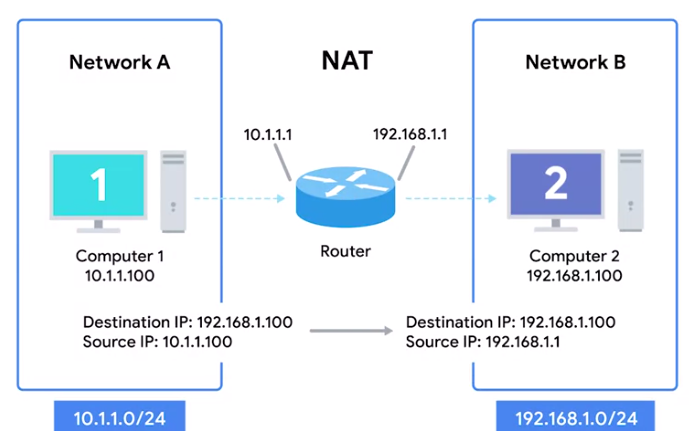 Network A
NAT
Network B
10.1.1.1
192.168.1.1
1
2
Router
Computer 1
10.1.1.100
Computer 2
192.168.1.100
Destination IP: 192.168.1.100
Source IP: 10.1.1.100
Destination IP: 192.168.1.100
Source IP: 192.168.1.1
10.1.1.0/24
192.168.1.0/24